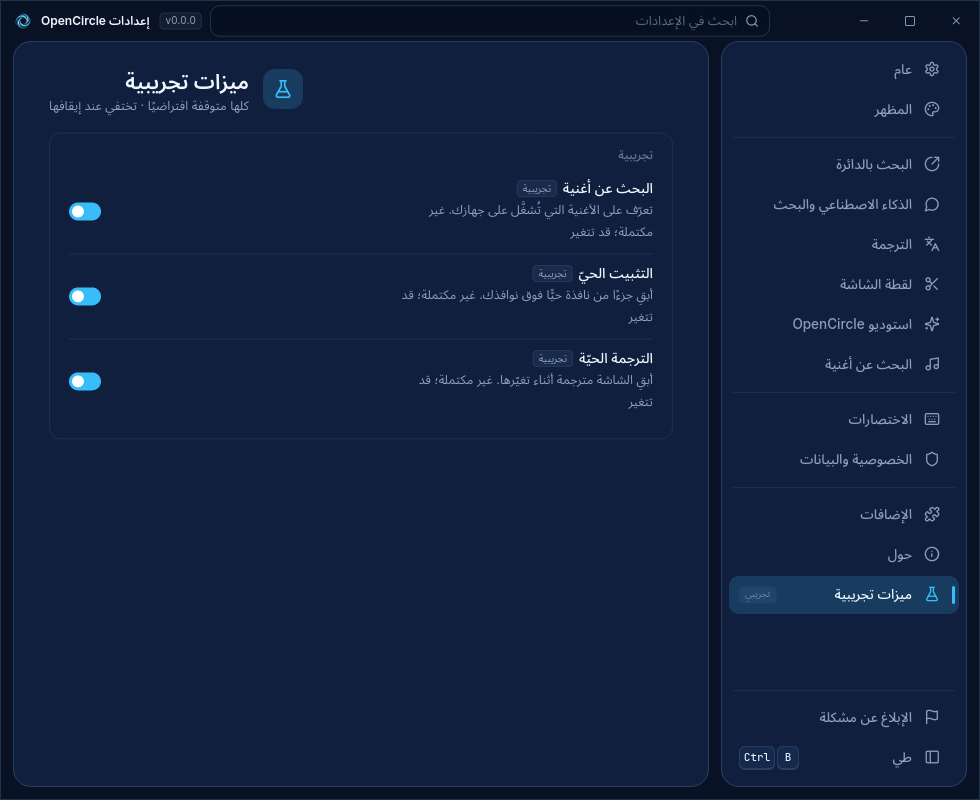 إعدادات OpenCircle
v0.0.0
ابحث في الإعدادات
عام
المظهر
البحث بالدائرة
الذكاء الاصطناعي والبحث
الترجمة
لقطة الشاشة
استوديو OpenCircle
البحث عن أغنية
الاختصارات
الخصوصية والبيانات
الإضافات
حول
ميزات تجريبية تجريبي
الإبلاغ عن مشكلة
طي Ctrl B
ميزات تجريبية
كلها متوقفة افتراضيًا · تختفي عند إيقافها
تجريبية
البحث عن أغنية تجريبية
تعرّف على الأغنية التي تُشغَّل على جهازك. غير
مكتملة؛ قد تتغير
التثبيت الحيّ تجريبية
أبقِ جزءًا من نافذة حيًّا فوق نوافذك. غير مكتملة؛ قد
تتغير
الترجمة الحيّة تجريبية
أبقِ الشاشة مترجمة أثناء تغيّرها. غير مكتملة؛ قد
تتغير